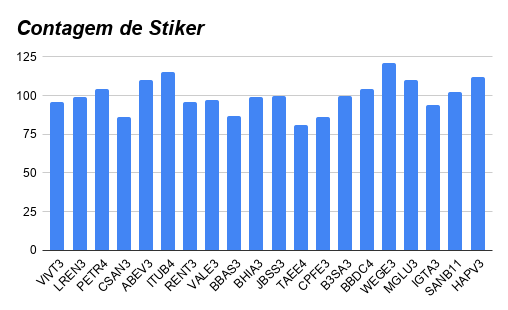 Contagem de Stiker
125
100
75
50
25
0
VIVT3
LREN3
PETR4
CSAN3
ABEV3
ITUB4
RENT3
VALE3
BBAS3
BHIA3
JBSS3
TAEE4
CPFE3
B3SA3
BBDC4
WEGE3
MGLU3
IGTA3
SANB11
HAPV3